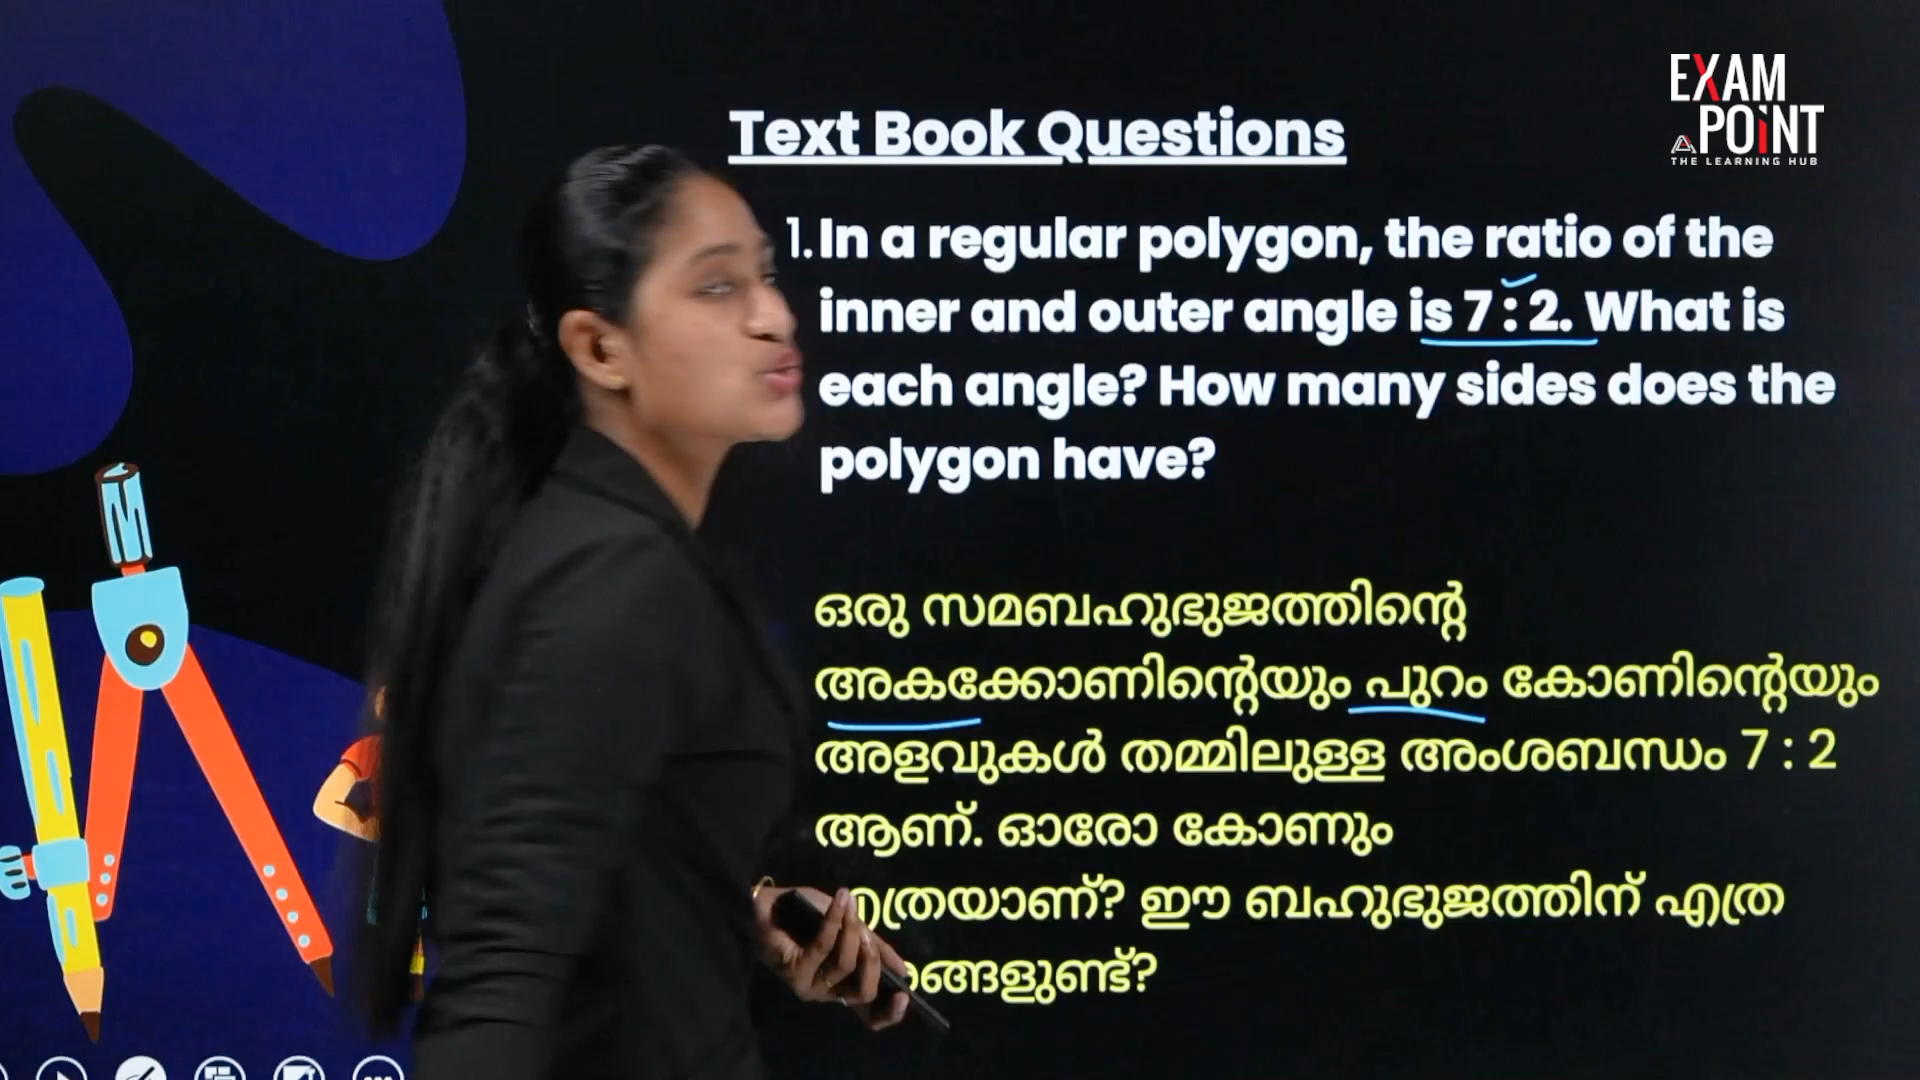 EXAM
POINT
THE LEARNING HUB
Text Book Questions
1. In a regular polygon, the ratio of the
inner and outer angle is 7 : 2. What is
each angle? How many sides does the
polygon have?
ഒരു സമബഹുഭുജത്തിന്റെ
അകക്കോണിന്റെയും പുറം കോണിന്റെയും
അളവുകൾ തമ്മിലുള്ള അംശബന്ധം 7 : 2
ആണ്. ഓരോ കോണും
എത്രയാണ്? ഈ ബഹുഭുജത്തിന് എത്ര